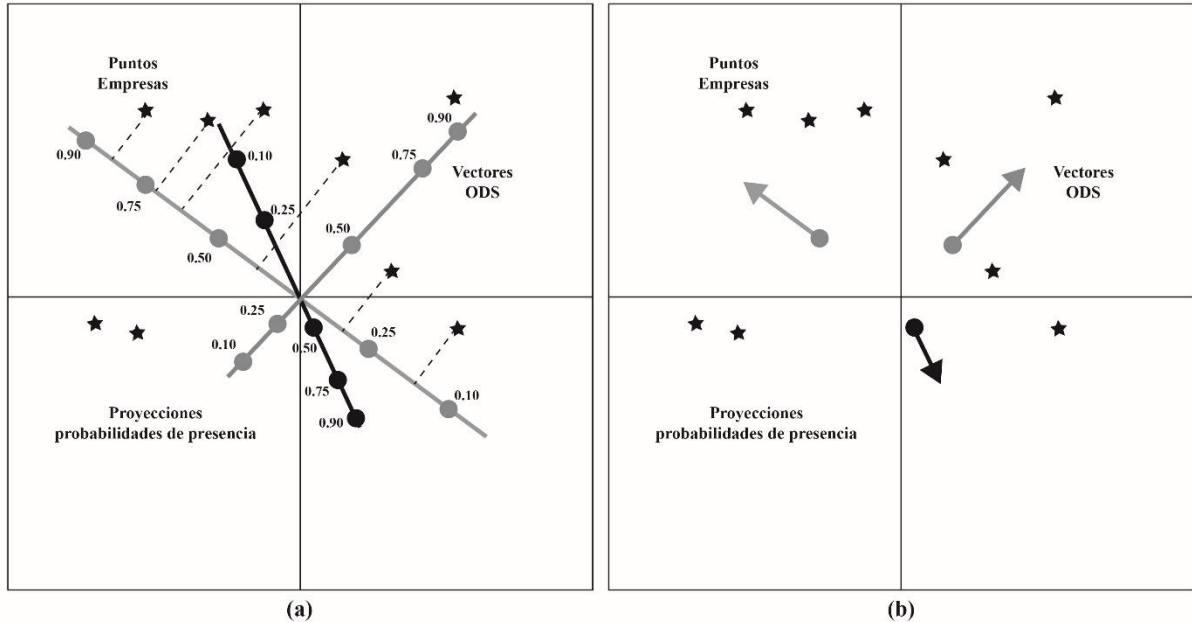 Puntos
Empresas
0.90
0.75
0.50
0.10
0.25
0.90
0.75
0.50
Vectores
ODS
0.25
0.10
0.50
0.75
0.90
0.25
0.10
Proyecciones
probabilidades de presencia
(a)
Puntos
Empresas
Vectores
ODS
Proyecciones
probabilidades de presencia
(b)